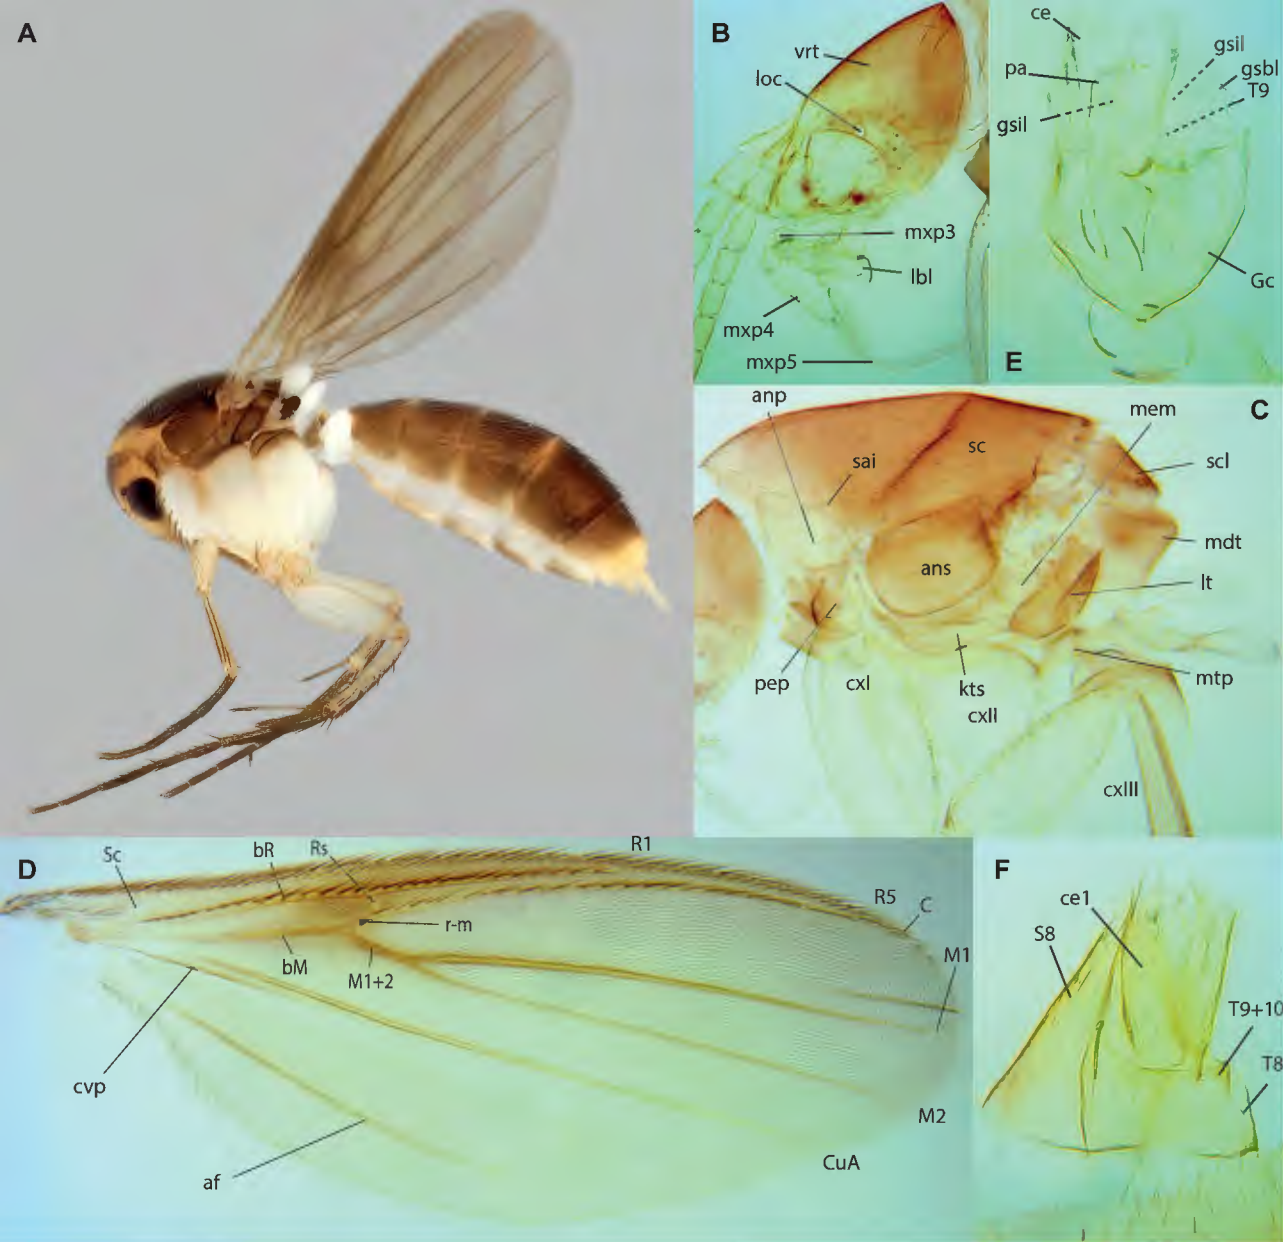 A
B
vrt
loc
mxp3
lbl
mxp4
mxp5
ce
pa
gsil
gsil
gsbl
T9
Gc
E
C
anp
mem
sc
sai
scl
mdt
ans
lt
pep
cxI
kts
cxII
mtp
cxIII
D
Sc
bR
Rs
R1
R5
C
r-m
M1
bM
M1+2
cvp
af
M2
CuA
F
ce1
S8
T9+10
T8